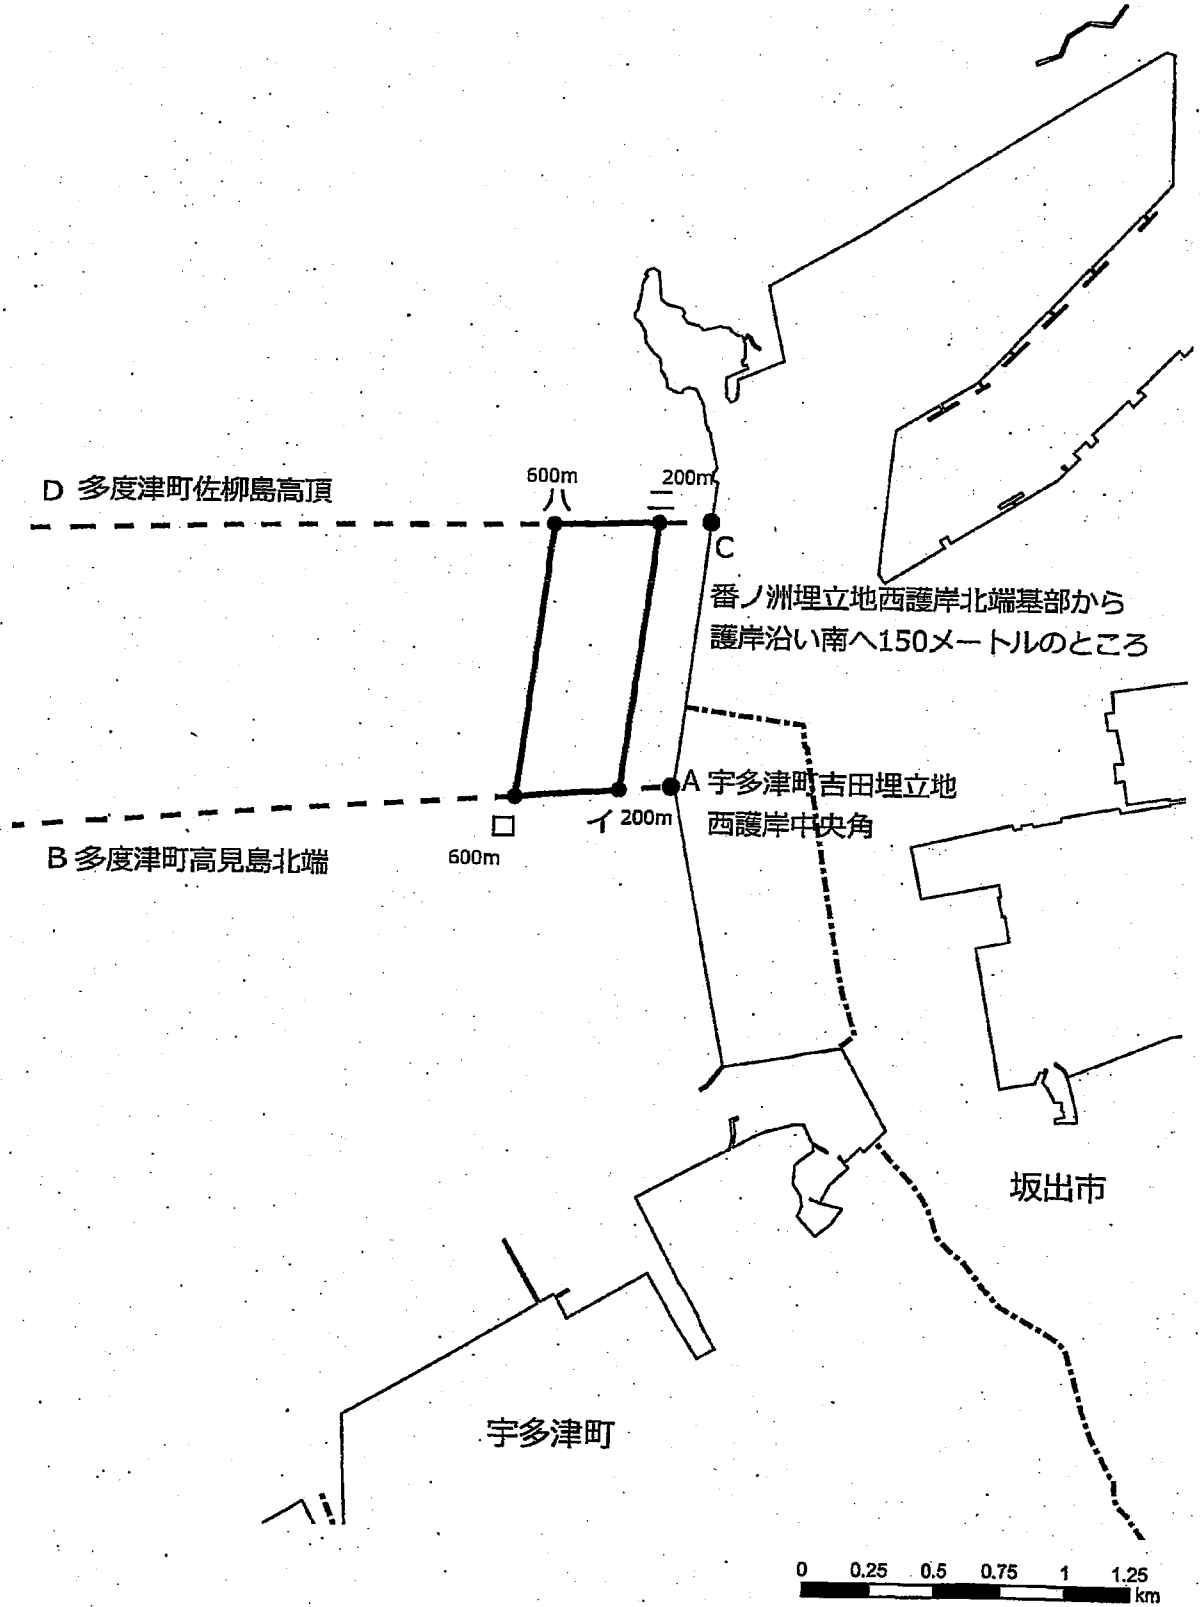 600m
200m
ハ
ニ
D 多度津町佐柳島高頂
C
番ノ洲埋立地西護岸北端基部から
護岸沿い南へ150メートルのところ
A 宇多津町吉田埋立地
西護岸中央角
ロ
イ 200m
600m
B 多度津町高見島北端
坂出市
宇多津町
0 0.25 0.5 0.75 1 1.25
km